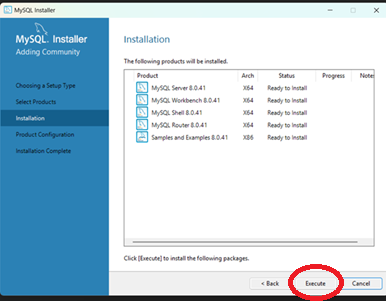 MySQL Installer
MySQL. Installer
Adding Community
Choosing a Setup Type
Select Products
Installation
Product Configuration
Installation Complete
Installation
The following products will be installed.
Product Arch Status Progress Notes
MySQL Server 8.0.41 X64 Ready to Install
MySQL Workbench 8.0.41 X64 Ready to Install
MySQL Shell 8.0.41 X64 Ready to Install
MySQL Router 8.0.41 X64 Ready to Install
Samples and Examples 8.0.41 X86 Ready to Install
Click [Execute] to install the following packages.
< Back Execute Cancel